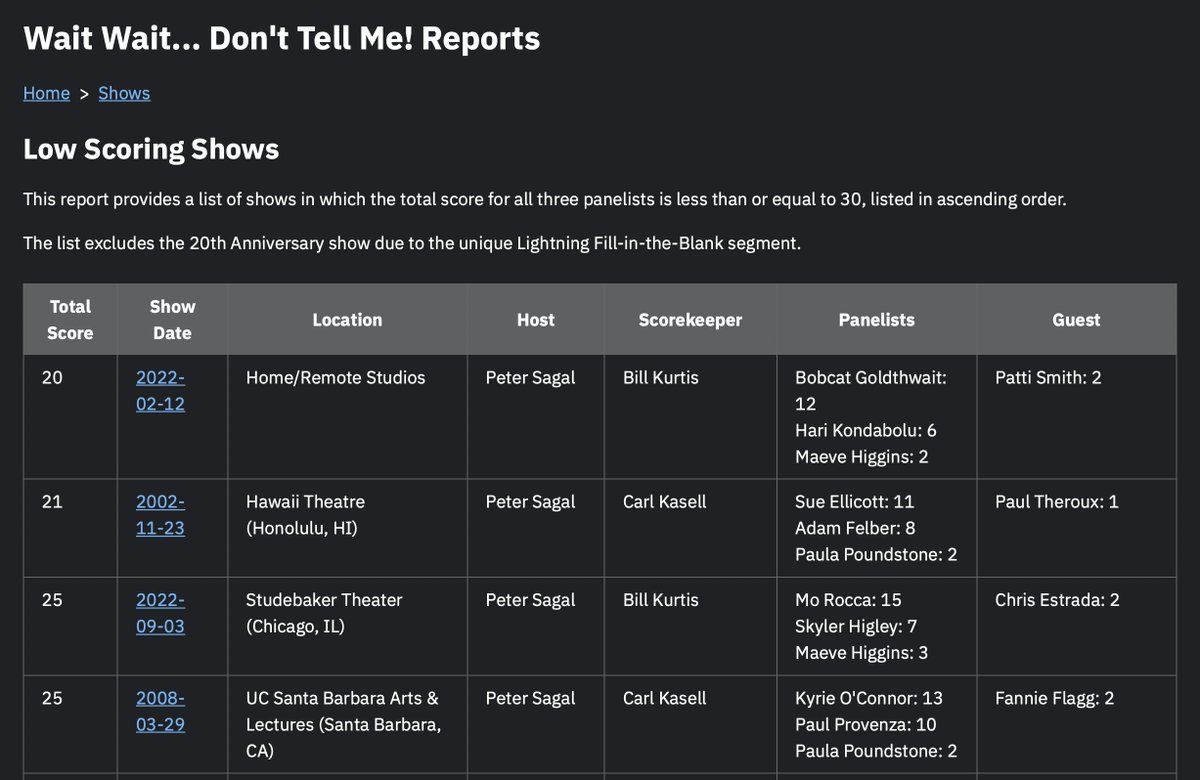 Wait Wait... Don't Tell Me! Reports
Home > Shows
Low Scoring Shows
This report provides a list of shows in which the total score for all three panelists is less than or equal to 30, listed in ascending order.
The list excludes the 20th Anniversary show due to the unique Lightning Fill-in-the-Blank segment.
Total Score Show Date Location Host Scorekeeper Panelists Guest
20 2022- Home/Remote Studios Peter Sagal Bill Kurtis Bobcat Goldthwait: Patti Smith: 2
02-12 12
Hari Kondabolu: 6
Maeve Higgins: 2
21 2002- Hawaii Theatre Peter Sagal Carl Kasell Sue Ellicott: 11 Paul Theroux: 1
11-23 (Honolulu, HI) Adam Felber: 8
Paula Poundstone: 2
25 2022- Studebaker Theater Peter Sagal Bill Kurtis Mo Rocca: 15 Chris Estrada: 2
09-03 (Chicago, IL) Skyler Higley: 7
Maeve Higgins: 3
25 2008- UC Santa Barbara Arts & Peter Sagal Carl Kasell Kyrie O'Connor: 13 Fannie Flagg: 2
03-29 Lectures (Santa Barbara, Paul Provenza: 10
CA) Paula Poundstone: 2